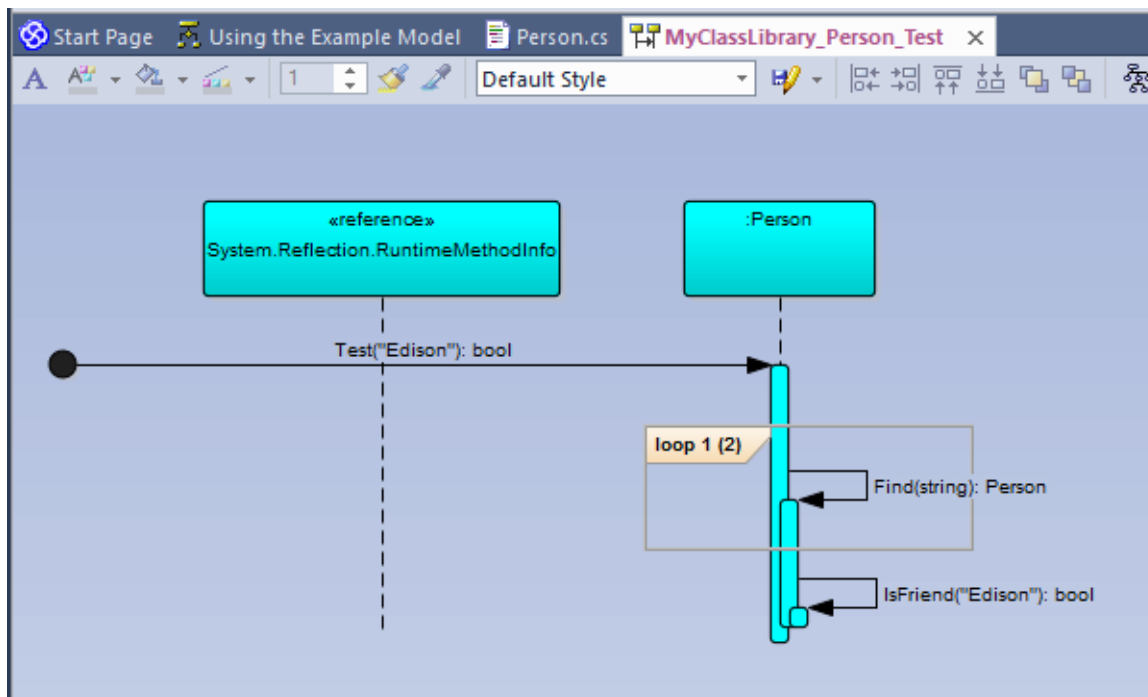 Start Page Using the Example Model Person.cs MyClassLibrary_Person_Test
A 1 Default Style
«reference»
System.Reflection.RuntimeMethodInfo
:Person
Test("Edison"): bool
loop 1 (2)
Find(string): Person
IsFriend("Edison"): bool